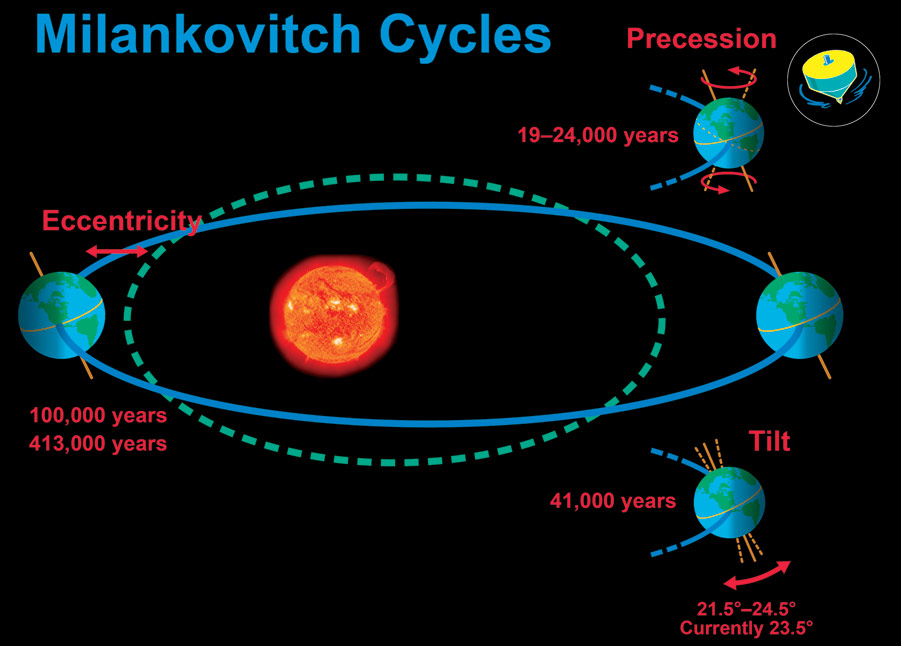 Milankovitch Cycles
Precession
19–24,000 years
Eccentricity
100,000 years
413,000 years
Tilt
41,000 years
21.5°–24.5°
Currently 23.5°